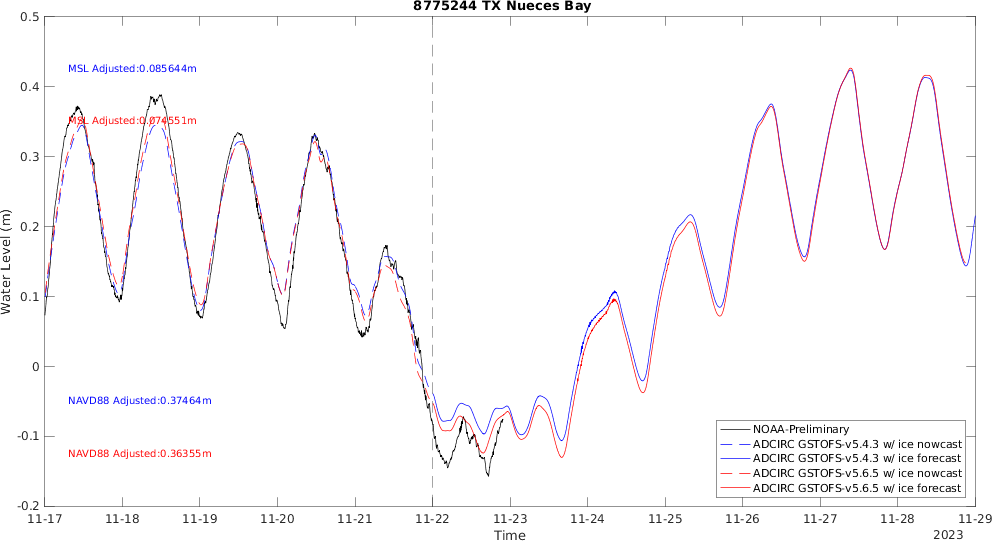 8775244 TX Nueces Bay
0.5
0.4
0.3
0.2
0.1
0
-0.1
-0.2
Water Level (m)
MSL Adjusted:0.085644m
MSL Adjusted:0.074551m
NAVD88 Adjusted:0.37464m
NAVD88 Adjusted:0.36355m
NOAA-Preliminary
ADCIRC GSTOFS-v5.4.3 w/ ice nowcast
ADCIRC GSTOFS-v5.4.3 w/ ice forecast
ADCIRC GSTOFS-v5.6.5 w/ ice nowcast
ADCIRC GSTOFS-v5.6.5 w/ ice forecast
11-17 11-18 11-19 11-20 11-21 11-22 11-23 11-24 11-25 11-26 11-27 11-28 11-29
Time
2023